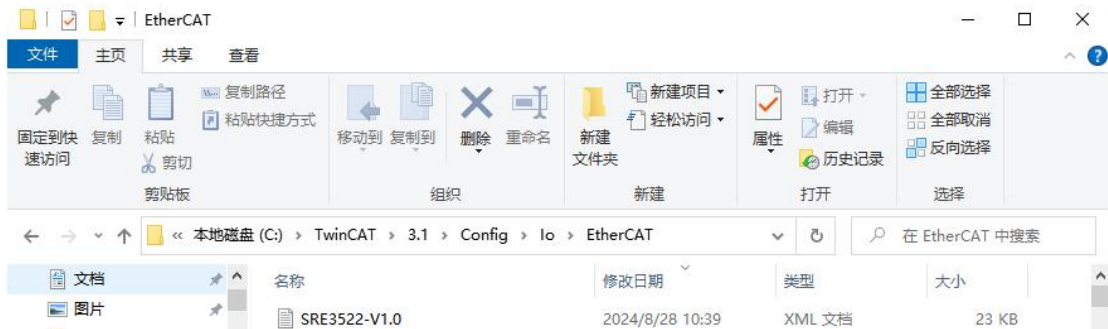 EtherCAT
文件 主页 共享 查看
固定到快速访问
复制
粘贴
复制路径
粘贴快捷方式
剪切
剪贴板
移动到 复制到
删除 重命名
组织
新建文件夹
新建项目
轻松访问
新建
属性
打开
编辑
历史记录
打开
全部选择
全部取消
反向选择
选择
« 本地磁盘 (C:) › TwinCAT › 3.1 › Config › Io › EtherCAT
在 EtherCAT 中搜索
文档
图片
名称 修改日期 类型 大小
SRE3522-V1.0 2024/8/28 10:39 XML 文档 23 KB